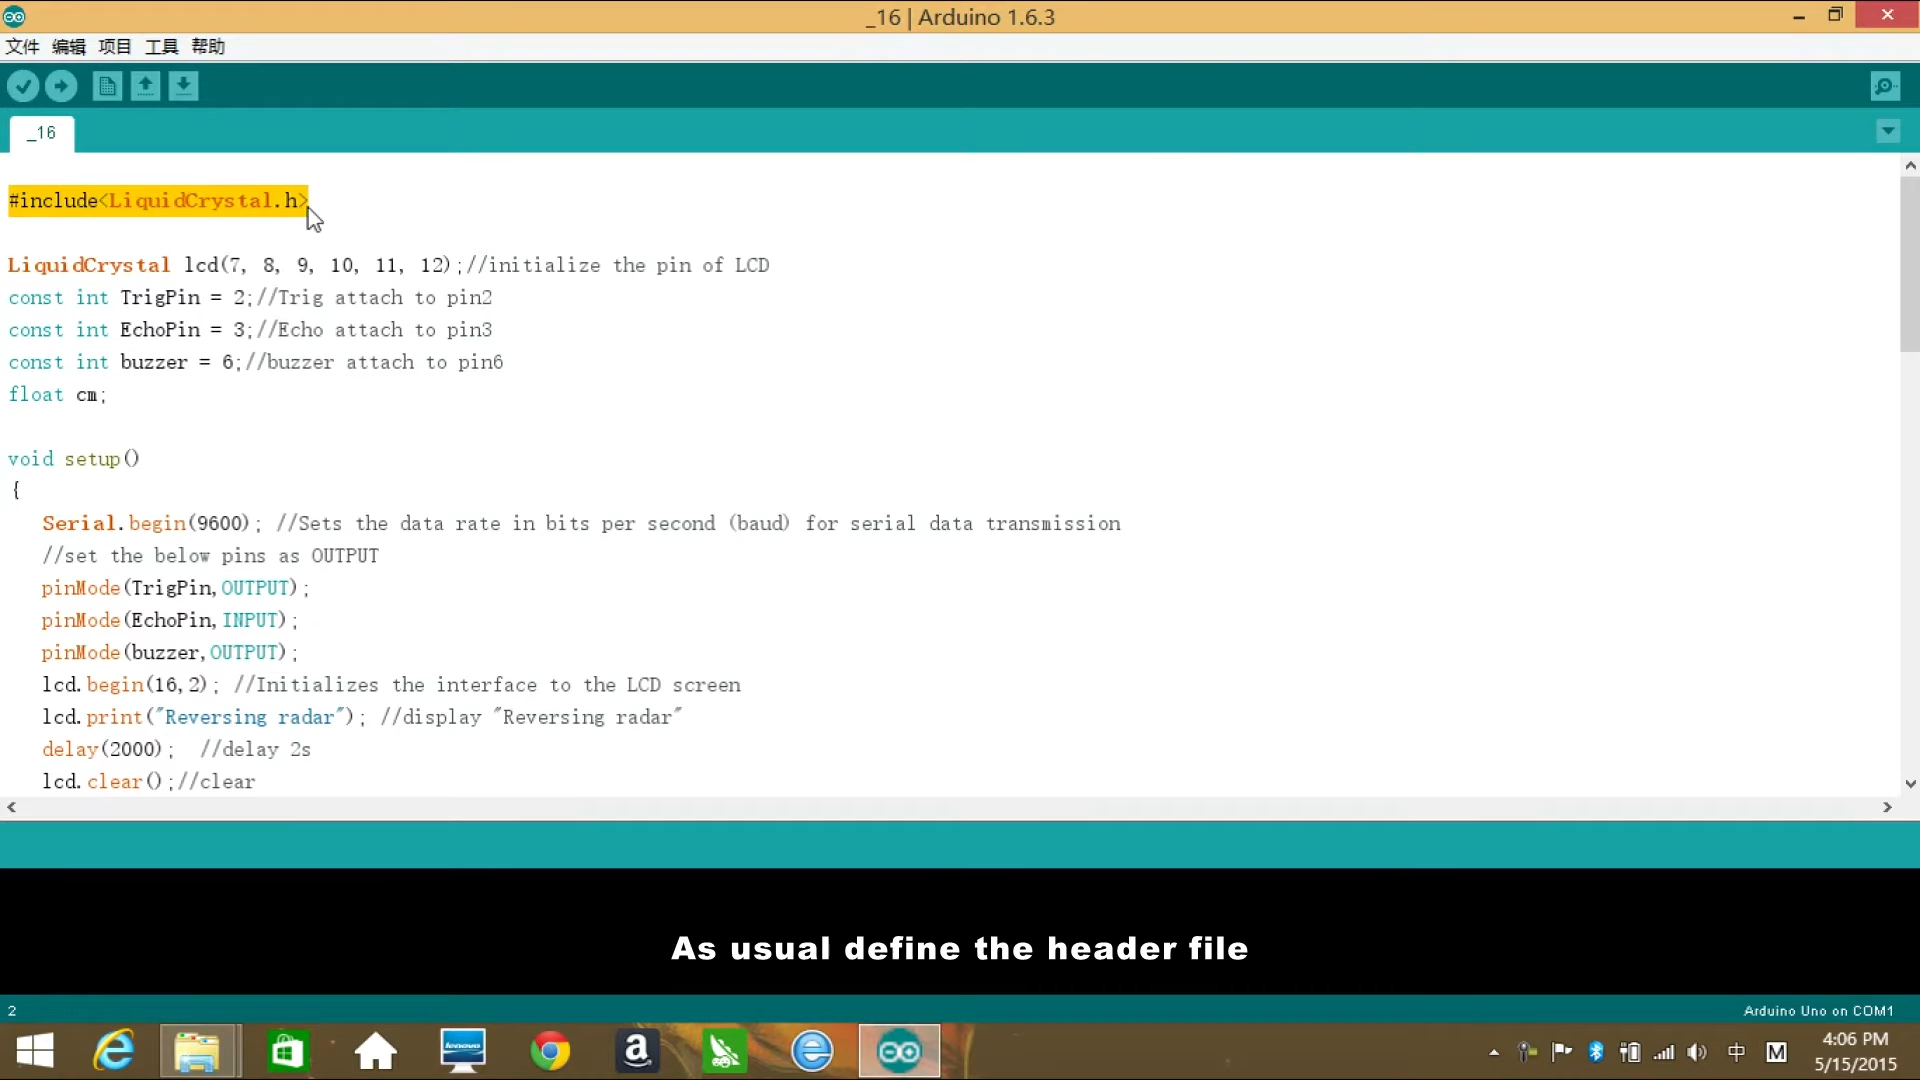 _16 | Arduino 1.6.3
文件 编辑 项目 工具 帮助
_16
#include<LiquidCrystal.h>
LiquidCrystal lcd(7, 8, 9, 10, 11, 12);//initialize the pin of LCD
const int TrigPin = 2;//Trig attach to pin2
const int EchoPin = 3;//Echo attach to pin3
const int buzzer = 6;//buzzer attach to pin6
float cm;
void setup()
{
Serial.begin(9600); //Sets the data rate in bits per second (baud) for serial data transmission
//set the below pins as OUTPUT
pinMode(TrigPin,OUTPUT);
pinMode(EchoPin,INPUT);
pinMode(buzzer,OUTPUT);
lcd.begin(16,2); //Initializes the interface to the LCD screen
lcd.print("Reversing radar"); //display "Reversing radar"
delay(2000);  //delay 2s
lcd.clear();//clear
As usual define the header file
2
Arduino Uno on COM1
lenovo
a
中 M
4:06 PM
5/15/2015